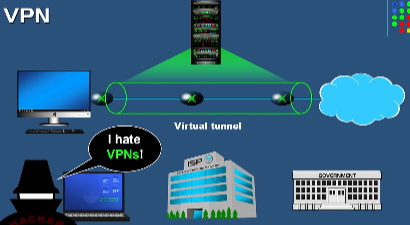 VPN
Virtual tunnel
I hate
VPNs!
ISP
GOVERNMENT
HACKER